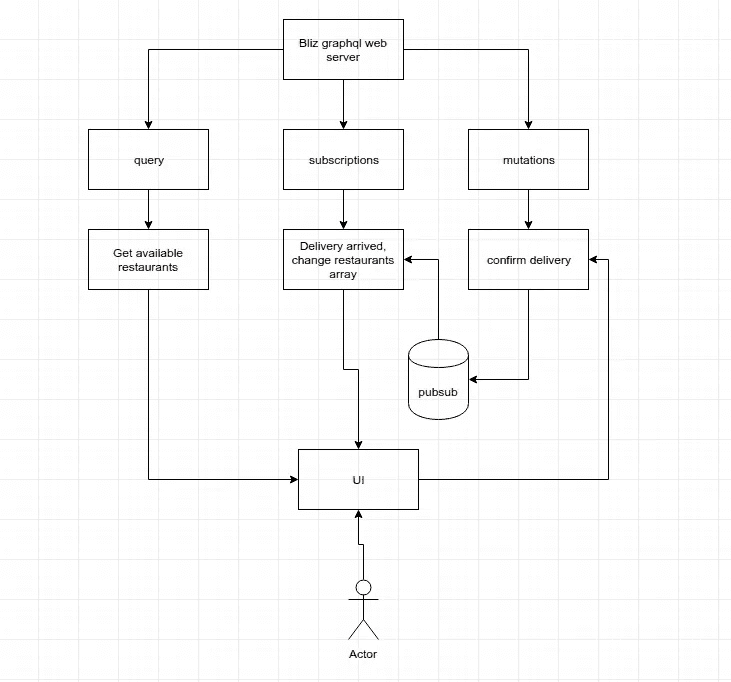 Bliz graphql web
server
query
subscriptions
mutations
Get available
restaurants
Delivery arrived,
change restaurants
array
confirm delivery
pubsub
UI
Actor